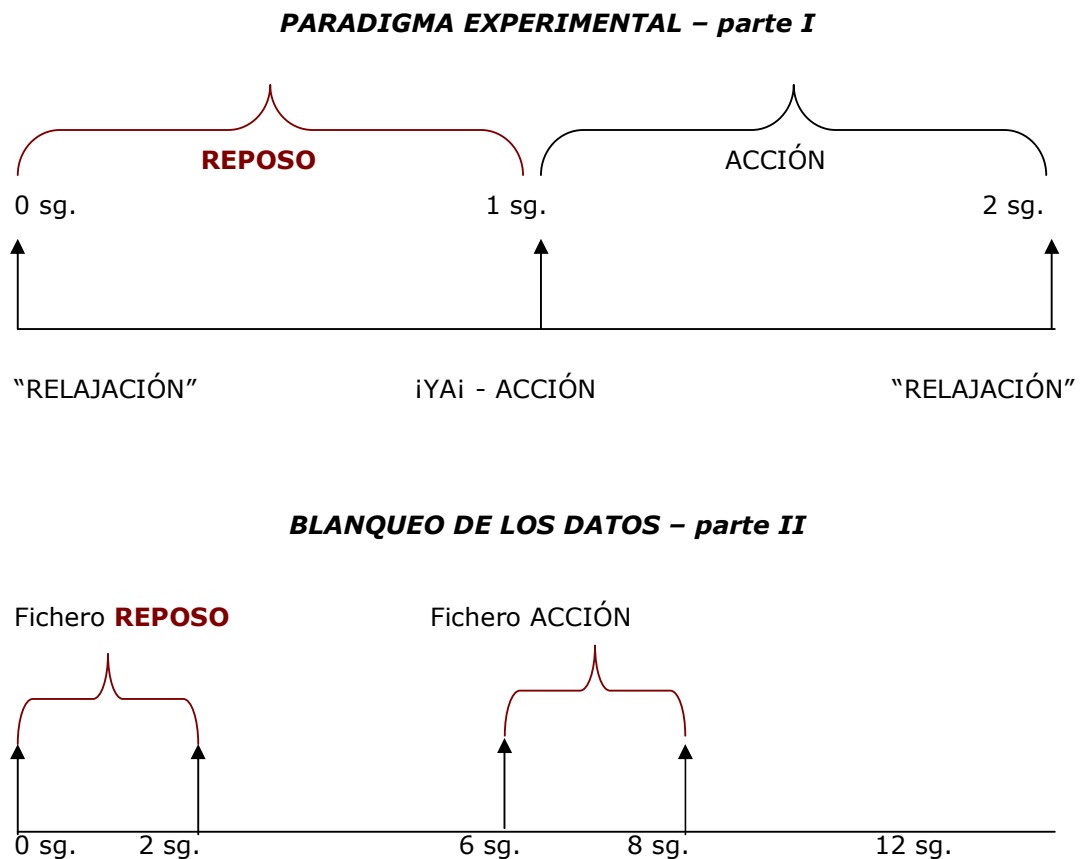 PARADIGMA EXPERIMENTAL – parte I
REPOSO ACCIÓN
0 sg. 1 sg. 2 sg.
“RELAJACIÓN” ¡YA¡ - ACCIÓN “RELAJACIÓN”
BLANQUEO DE LOS DATOS – parte II
Fichero REPOSO Fichero ACCIÓN
0 sg. 2 sg. 6 sg. 8 sg. 12 sg.